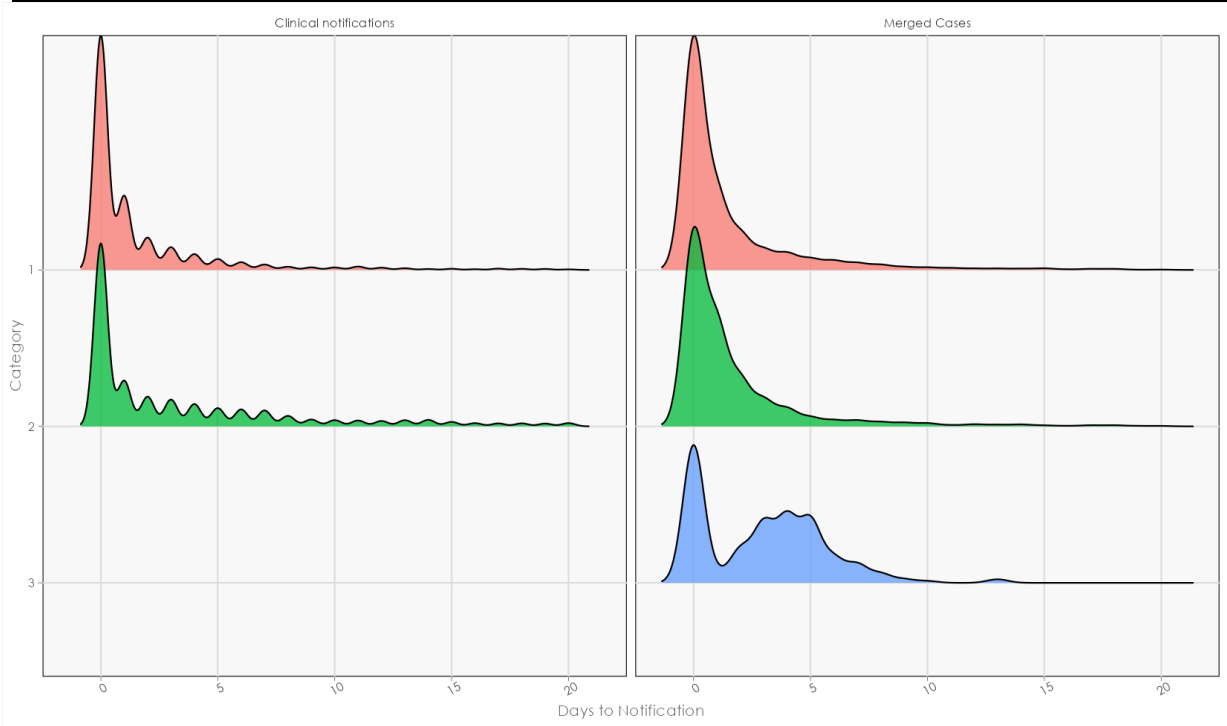 Clinical notifications
Merged Cases
Category
1
2
3
0 5 10 15 20
0 5 10 15 20
Days to Notification